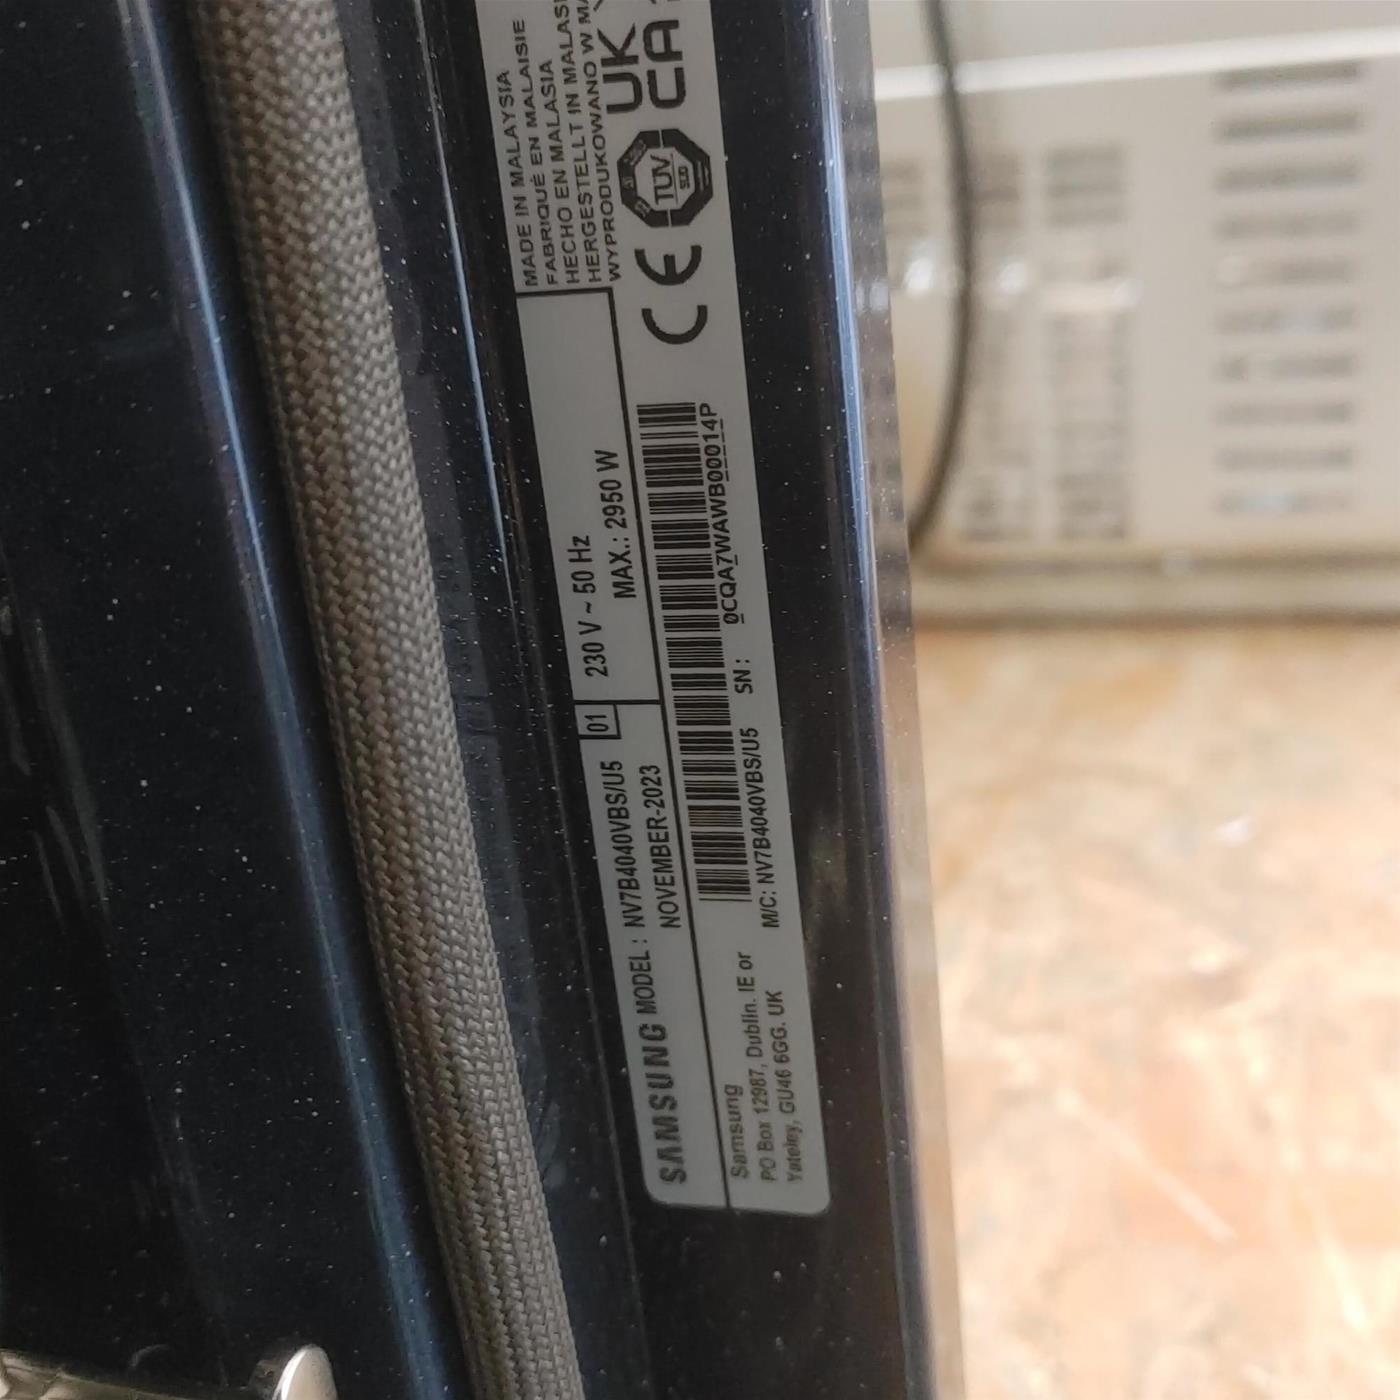 SAMSUNG MODEL : NV7B4040VBS/U5 01
NOVEMBER-2023
230 V ~ 50 Hz
MAX.: 2950 W
MADE IN MALAYSIA
FABRIQUÉ EN MALAISIE
HECHO EN MALASIA
HERGESTELLT IN
WYPRODUKOWANO W
CE
TÜV
SÜD
UK
CA
Samsung
PO Box 12987, Dublin. IE or
Yateley, GU46 6GG. UK
M/C: NV7B4040VBS/U5 SN : 0CQA7WAWB00014P